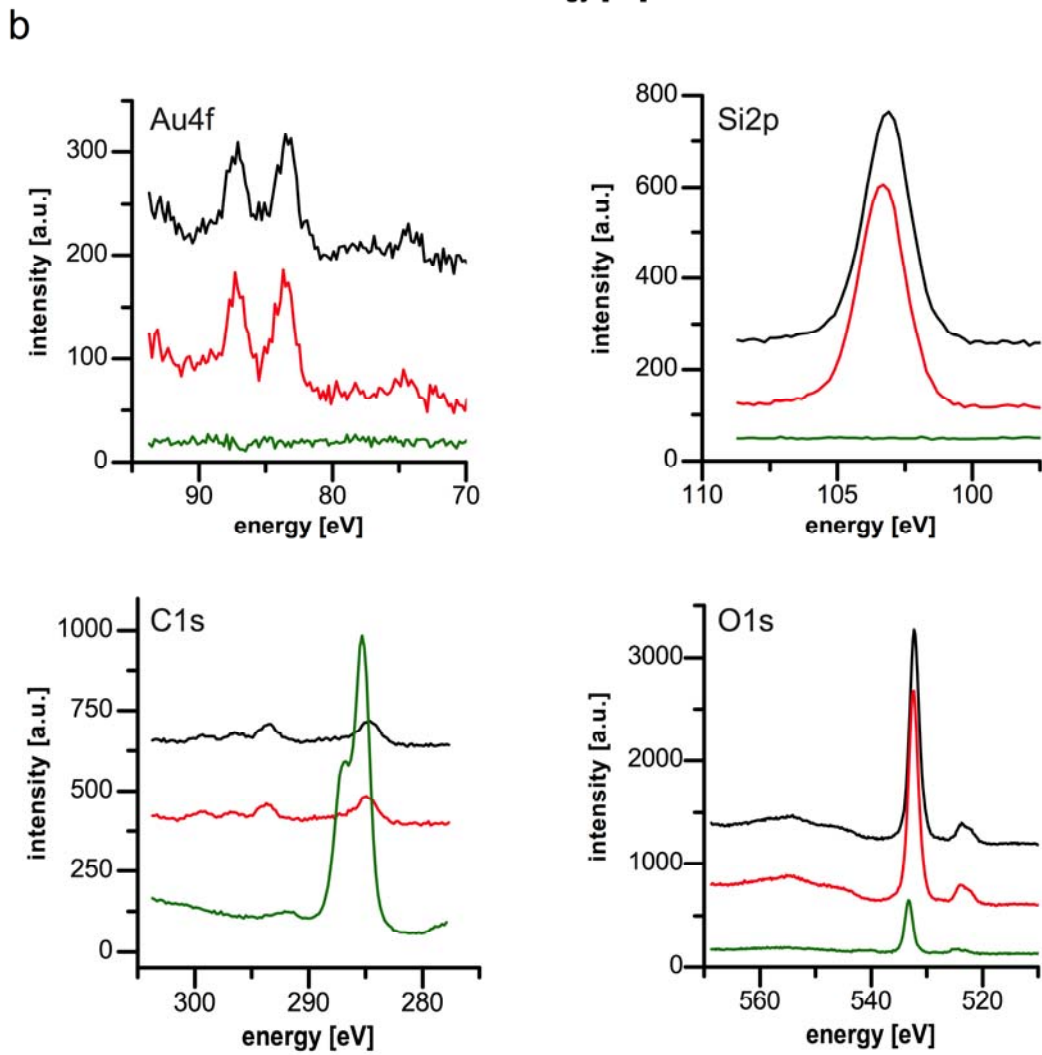 b
Au4f
300
200
100
0
intensity [a.u.]
90 80 70
energy [eV]
Si2p
800
600
400
200
0
intensity [a.u.]
110 105 100
energy [eV]
C1s
1000
750
500
250
0
intensity [a.u.]
300 290 280
energy [eV]
O1s
3000
2000
1000
0
intensity [a.u.]
560 540 520
energy [eV]